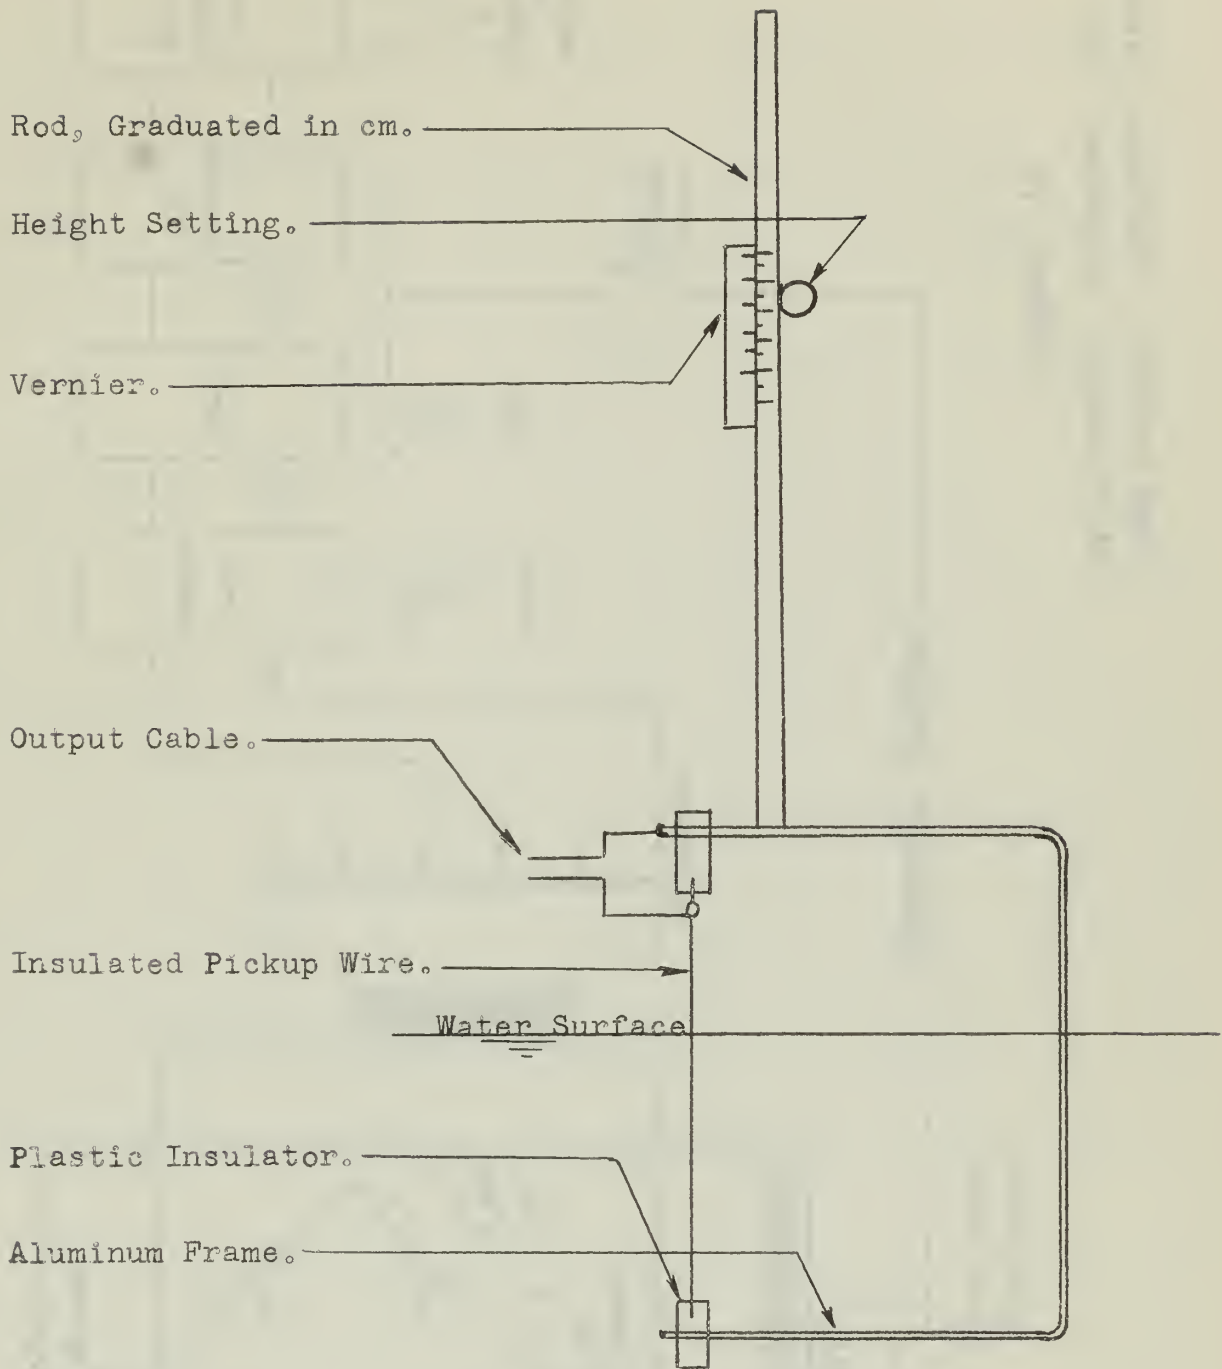 Rod, Graduated in cm.
Height Setting.
Vernier.
Output Cable.
Insulated Pickup Wire.
Water Surface
Plastic Insulator.
Aluminum Frame.